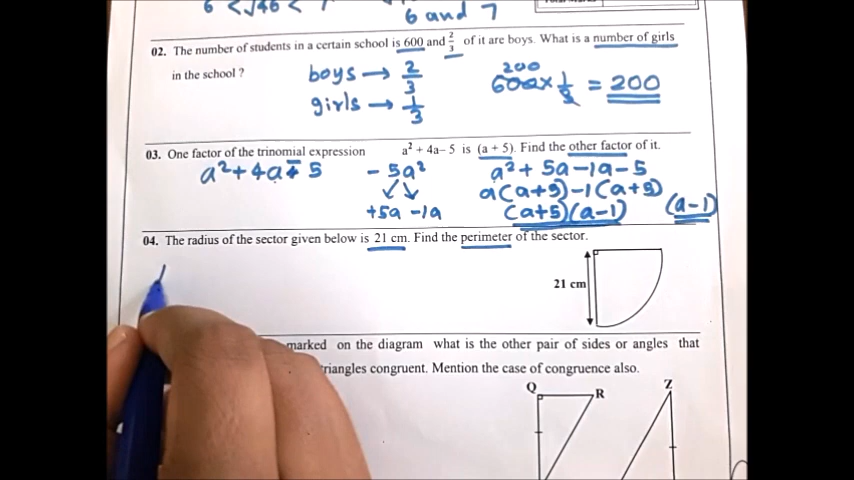 6 < √46 < 7
6 and 7
02. The number of students in a certain school is 600 and 2/3 of it are boys. What is a number of girls
in the school ?
boys → 2/3
girls → 1/3
200
600 × 1/3 = 200
03. One factor of the trinomial expression a² + 4a– 5 is (a + 5). Find the other factor of it.
a² + 4a - 5
- 5a²
+5a -1a
a² + 5a - 1a - 5
a(a+5) -1(a+5)
(a+5)(a-1)
(a-1)
04. The radius of the sector given below is 21 cm. Find the perimeter of the sector.
21 cm
marked on the diagram what is the other pair of sides or angles that
triangles congruent. Mention the case of congruence also.
Q
R
Z